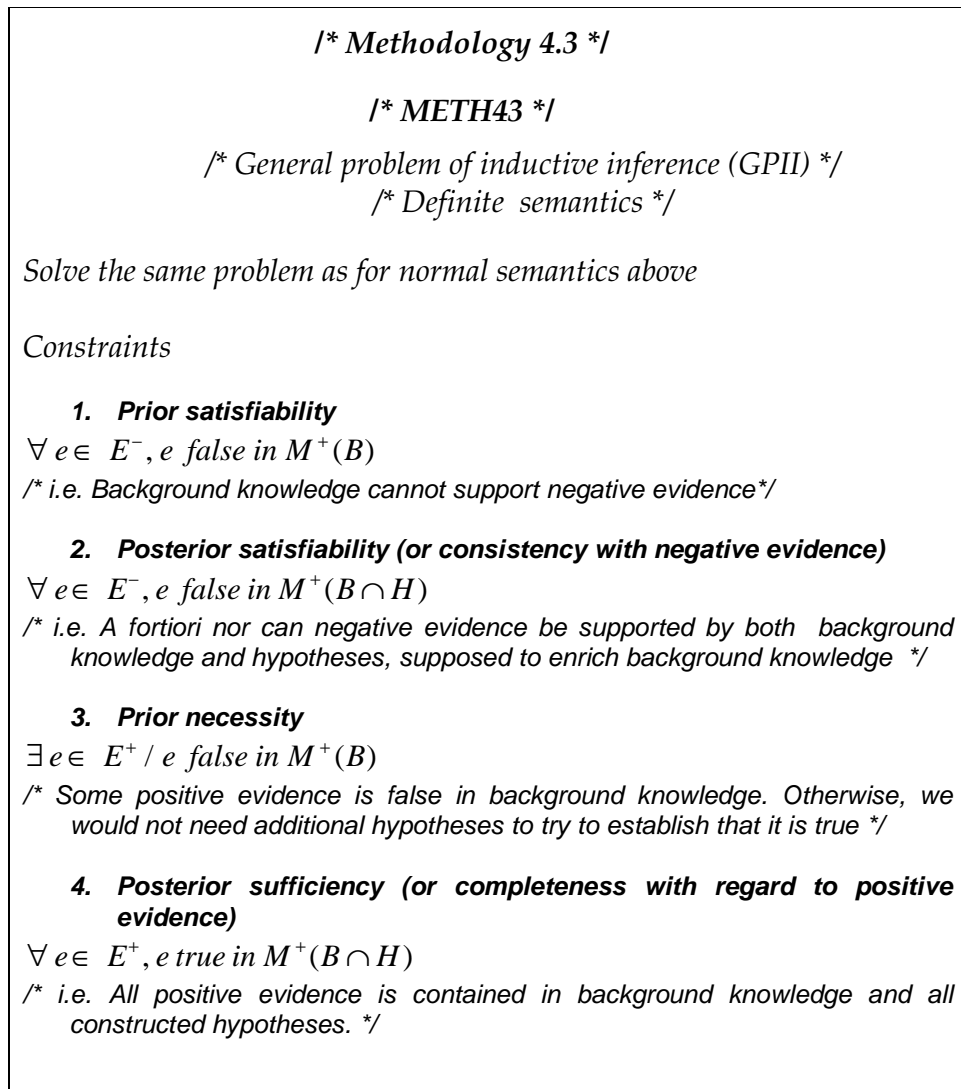 /* Methodology 4.3 */
/* METH43 */
/* General problem of inductive inference (GPII) */
/* Definite semantics */
Solve the same problem as for normal semantics above
Constraints
1. Prior satisfiability
∀ e ∈ E⁻, e false in M⁺(B)
/* i.e. Background knowledge cannot support negative evidence*/
2. Posterior satisfiability (or consistency with negative evidence)
∀ e ∈ E⁻, e false in M⁺(B ∩ H)
/* i.e. A fortiori nor can negative evidence be supported by both background
knowledge and hypotheses, supposed to enrich background knowledge */
3. Prior necessity
∃ e ∈ E⁺ / e false in M⁺(B)
/* Some positive evidence is false in background knowledge. Otherwise, we
would not need additional hypotheses to try to establish that it is true */
4. Posterior sufficiency (or completeness with regard to positive
evidence)
∀ e ∈ E⁺, e true in M⁺(B ∩ H)
/* i.e. All positive evidence is contained in background knowledge and all
constructed hypotheses. */